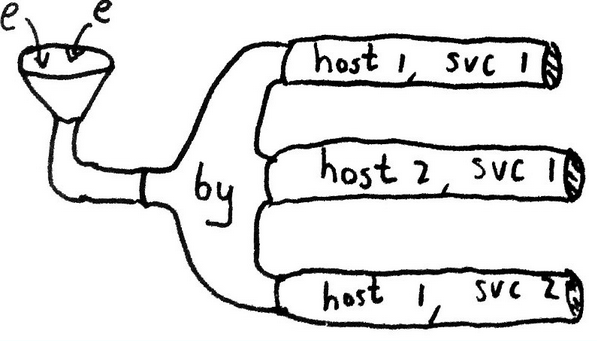 e e
host 1, svc 1
by
host 2, svc 1
host 1, svc 2